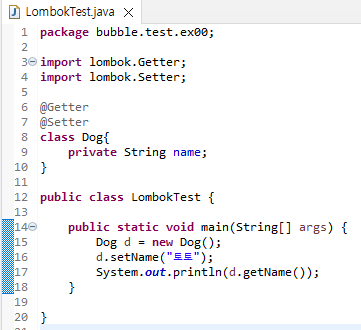 LombokTest.java
1 package bubble.test.ex00;
2
3 import lombok.Getter;
4 import lombok.Setter;
5
6 @Getter
7 @Setter
8 class Dog{
9 private String name;
10 }
11
12 public class LombokTest {
13
14 public static void main(String[] args) {
15 Dog d = new Dog();
16 d.setName("토토");
17 System.out.println(d.getName());
18 }
19
20 }
21